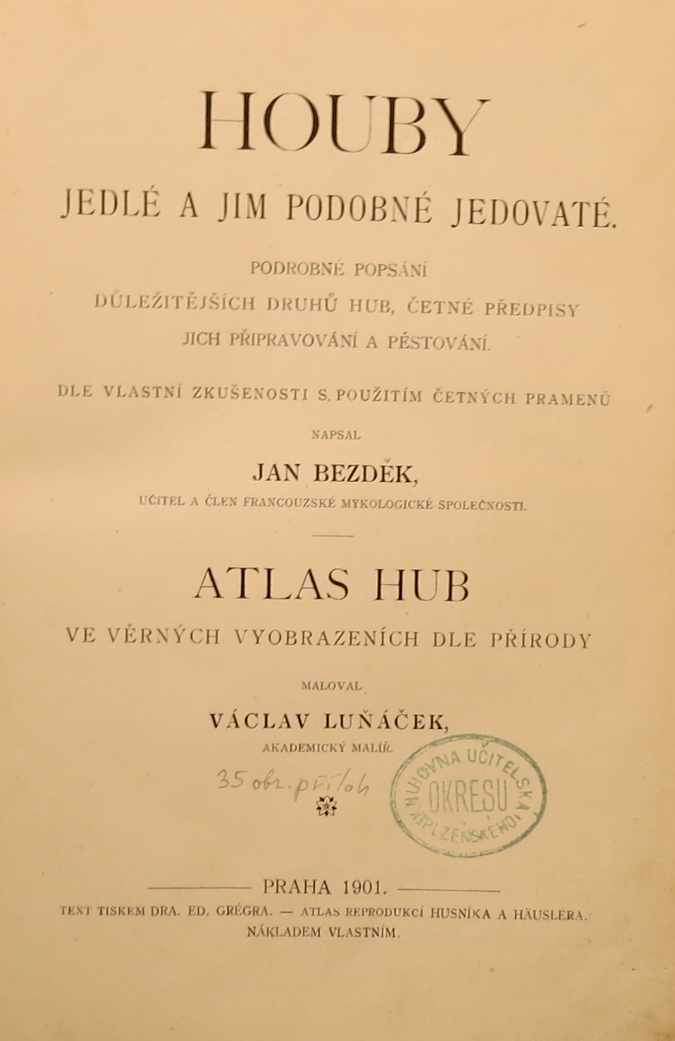 HOUBY
JEDLÉ A JIM PODOBNÉ JEDOVATÉ.
PODROBNÉ POPSÁNÍ
DŮLEŽITĚJŠÍCH DRUHŮ HUB, ČETNÉ PŘEDPISY
JICH PŘIPRAVOVÁNÍ A PĚSTOVÁNÍ.
DLE VLASTNÍ ZKUŠENOSTI S POUŽITÍM ČETNÝCH PRAMENŮ
NAPSAL
JAN BEZDĚK,
UČITEL A ČLEN FRANCOUZSKÉ MYKOLOGICKÉ SPOLEČNOSTI.
ATLAS HUB
VE VĚRNÝCH VYOBRAZENÍCH DLE PŘÍRODY
MALOVAL
VÁCLAV LUŇÁČEK,
AKADEMICKÝ MALÍŘ.
35 obr. příloh
KNIHOVNA UČITELSKÁ
OKRESU
PLZEŇSKÉHO
PRAHA 1901.
TEXT TISKEM DRA. ED. GRÉGRA. — ATLAS REPRODUKCÍ HUSNÍKA A HÄUSLERA.
NÁKLADEM VLASTNÍM.